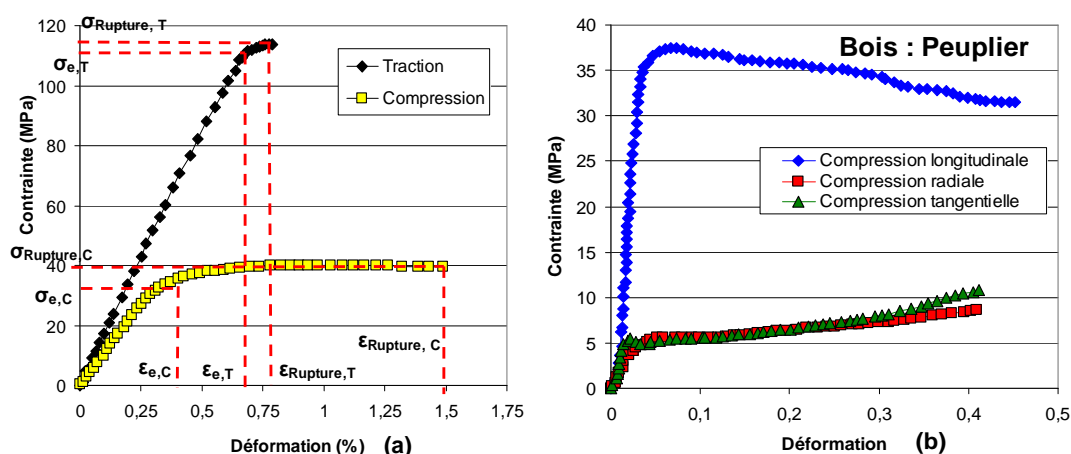 σRupture, T
120
σe,T
100
80
60
σRupture,C
40
σe,C
20
0
Contrainte (MPa)
Traction
Compression
εe,C
εe,T
εRupture,T
εRupture, C
0
0,25
0,5
0,75
1
1,25
1,5
1,75
Déformation (%)
(a)
40
35
30
25
20
15
10
5
0
Contrainte (MPa)
Bois : Peuplier
Compression longitudinale
Compression radiale
Compression tangentielle
0
0,1
0,2
0,3
0,4
0,5
Déformation
(b)